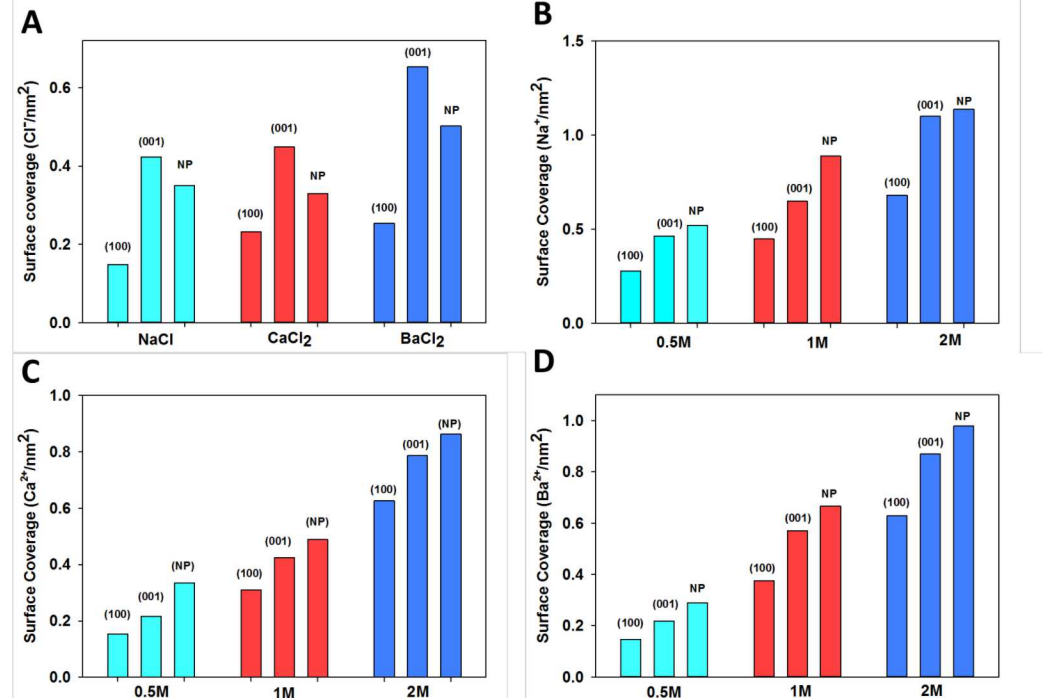 A
Surface coverage (Cl⁻/nm²)
0.6
0.4
0.2
0.0
(100)
(001)
NP
(100)
(001)
NP
(100)
(001)
NP
NaCl CaCl₂ BaCl₂
B
Surface Coverage (Na⁺/nm²)
1.5
1.0
0.5
0.0
(100)
(001)
NP
(100)
(001)
NP
(100)
(001)
NP
0.5M 1M 2M
C
Surface Coverage (Ca²⁺/nm²)
1.0
0.8
0.6
0.4
0.2
0.0
(100)
(001)
(NP)
(100)
(001)
(NP)
(100)
(001)
(NP)
0.5M 1M 2M
D
Surface Coverage (Ba²⁺/nm²)
1.0
0.8
0.6
0.4
0.2
0.0
(100)
(001)
NP
(100)
(001)
NP
(100)
(001)
NP
0.5M 1M 2M